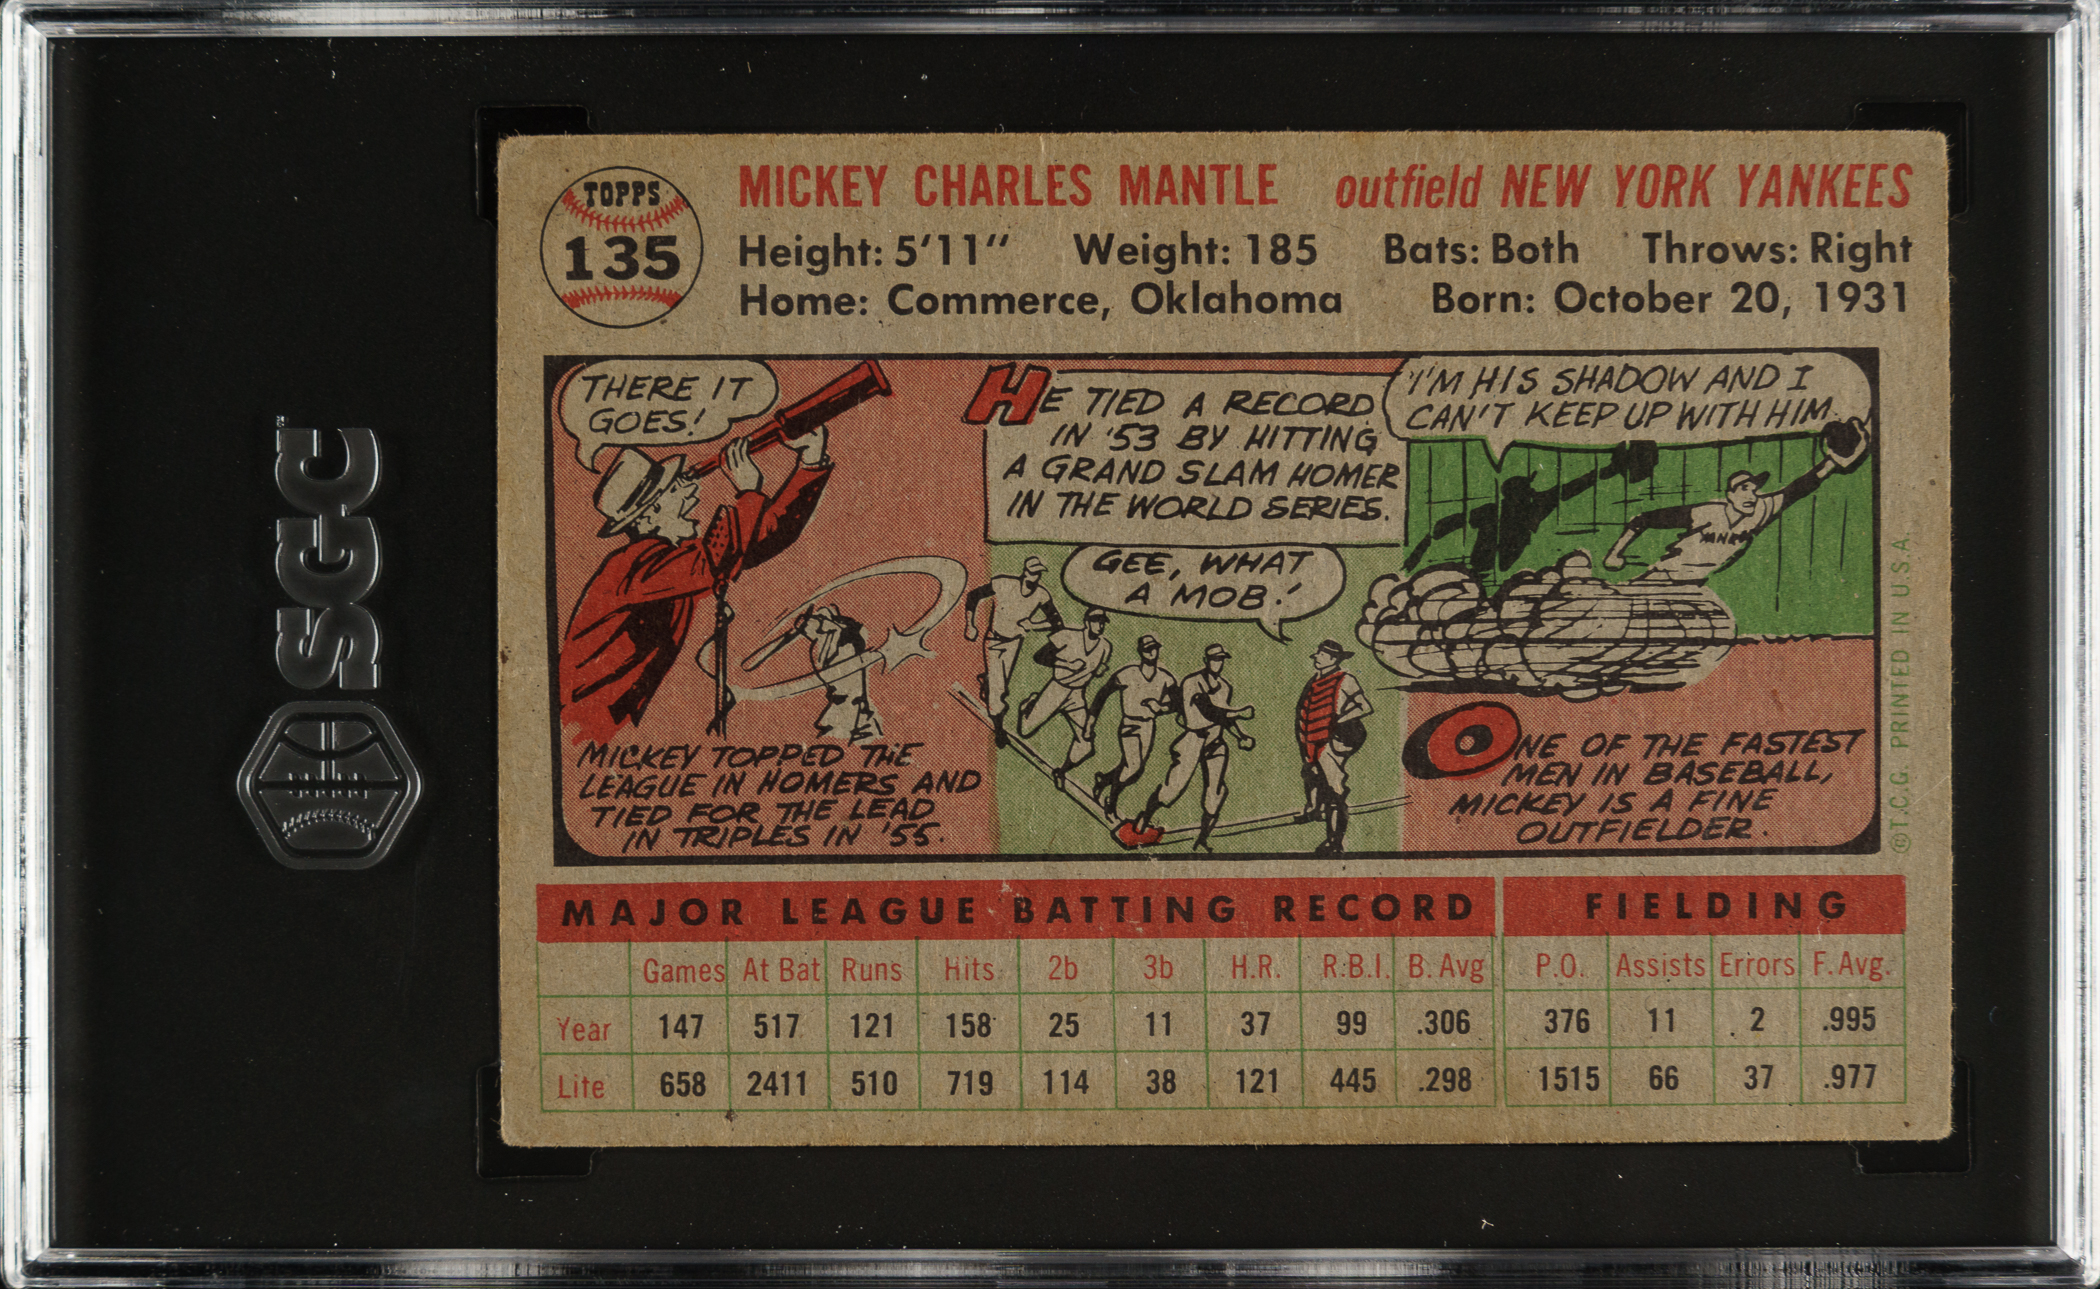 SGC
TOPPS
135
MICKEY CHARLES MANTLE outfield NEW YORK YANKEES
Height: 5'11" Weight: 185 Bats: Both Throws: Right
Home: Commerce, Oklahoma Born: October 20, 1931
THERE IT
GOES!
MICKEY TOPPED THE
LEAGUE IN HOMERS AND
TIED FOR THE LEAD
IN TRIPLES IN '55.
HE TIED A RECORD
IN '53 BY HITTING
A GRAND SLAM HOMER
IN THE WORLD SERIES.
GEE, WHAT
A MOB!
I'M HIS SHADOW AND I
CAN'T KEEP UP WITH HIM.
YANKEES
ONE OF THE FASTEST
MEN IN BASEBALL,
MICKEY IS A FINE
OUTFIELDER.
©T.C.G. PRINTED IN U.S.A.
MAJOR LEAGUE BATTING RECORD FIELDING
Games At Bat Runs Hits 2b 3b H.R. R.B.I. B. Avg P.O. Assists Errors F. Avg.
Year 147 517 121 158 25 11 37 99 .306 376 11 2 .995
Life 658 2411 510 719 114 38 121 445 .298 1515 66 37 .977